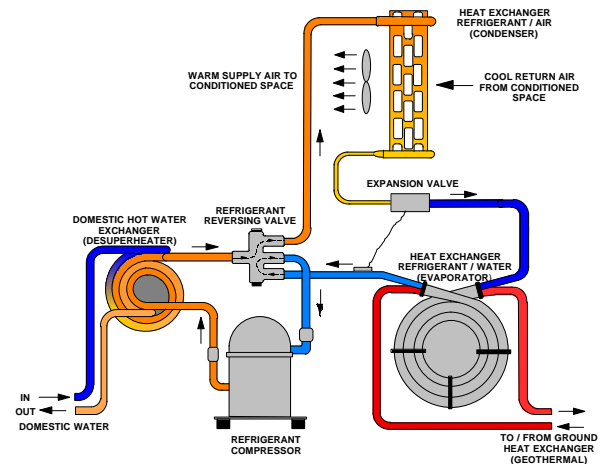 HEAT EXCHANGER
REFRIGERANT / AIR
(CONDENSER)
WARM SUPPLY AIR TO
CONDITIONED SPACE
COOL RETURN AIR
FROM CONDITIONED
SPACE
EXPANSION VALVE
REFRIGERANT
REVERSING VALVE
DOMESTIC HOT WATER
EXCHANGER
(DESUPERHEATER)
HEAT EXCHANGER
REFRIGERANT / WATER
(EVAPORATOR)
IN
OUT
DOMESTIC WATER
REFRIGERANT
COMPRESSOR
TO / FROM GROUND
HEAT EXCHANGER
(GEOTHERMAL)